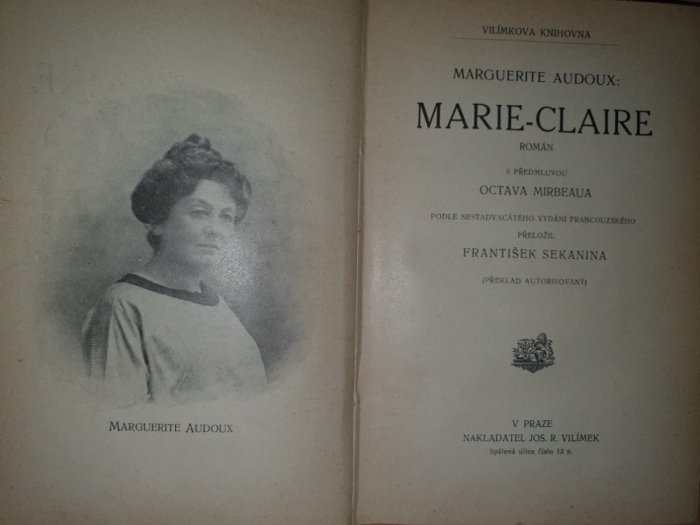 MARGUERITE AUDOUX
VILÍMKOVA KNIHOVNA
MARGUERITE AUDOUX:
MARIE-CLAIRE
ROMÁN
S PŘEDMLUVOU
OCTAVA MIRBEAUA
PODLE ŠESTADVACÁTÉHO VYDÁNÍ FRANCOUZSKÉHO
PŘELOŽIL
FRANTIŠEK SEKANINA
(PŘEKLAD AUTORISOVANÝ)
V PRAZE
NAKLADATEL JOS. R. VILÍMEK
Spálená ulice číslo 13 n.